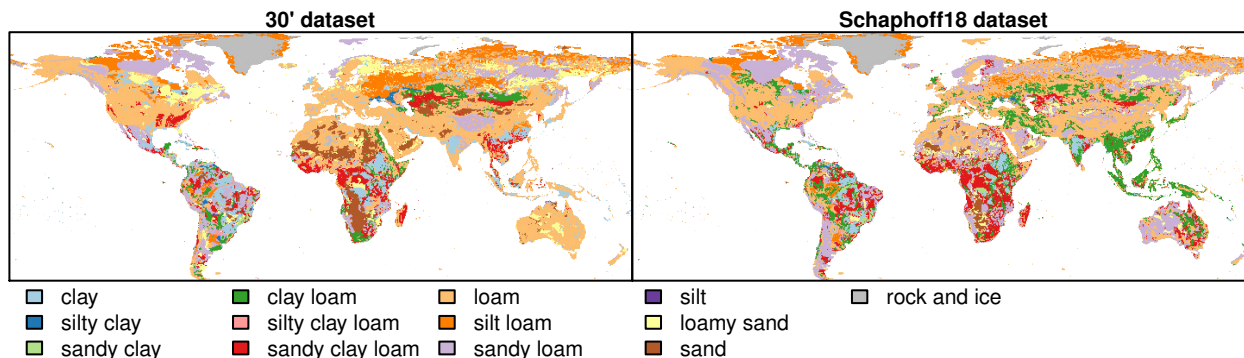 30' dataset
Schaphoff18 dataset
clay
silty clay
sandy clay
clay loam
silty clay loam
sandy clay loam
loam
silt loam
sandy loam
silt
loamy sand
sand
rock and ice